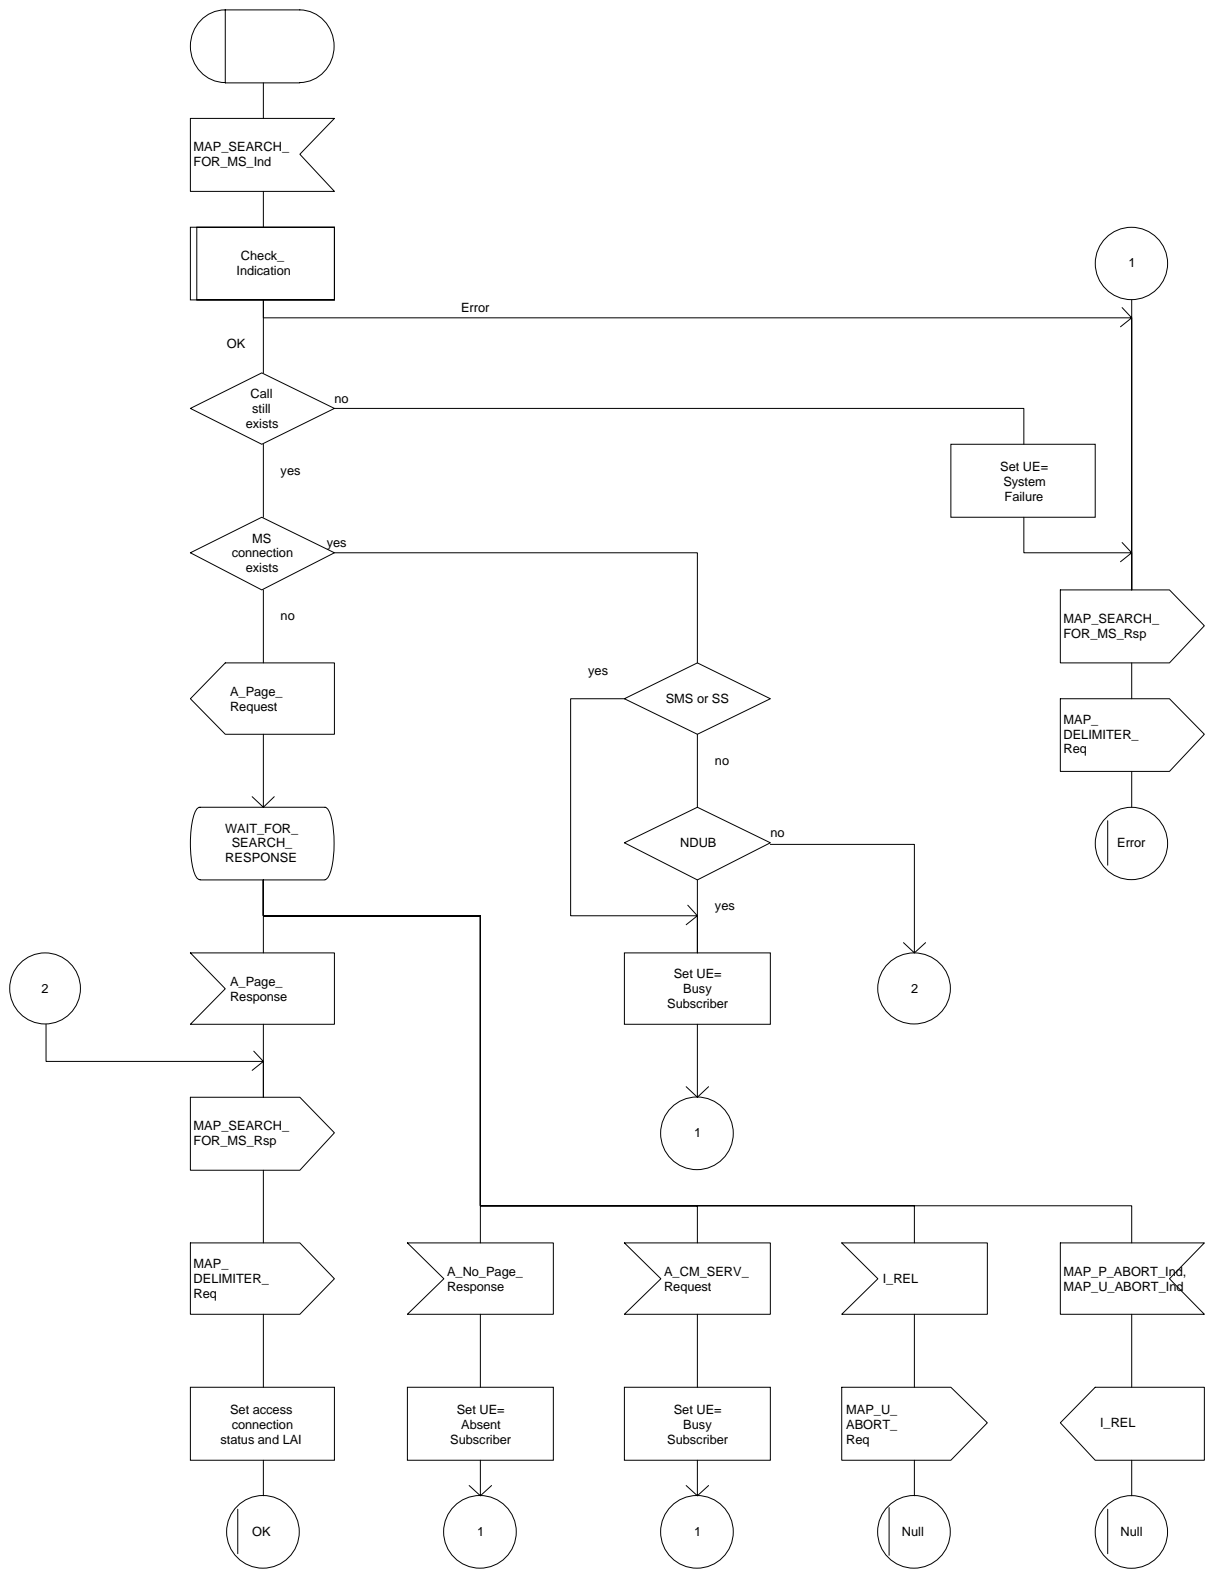 MAP_SEARCH_
FOR_MS_Ind
Check_
Indication
1
Error
OK
Call
still
exists
no
yes
Set UE=
System
Failure
MS
connection
exists
yes
no
MAP_SEARCH_
FOR_MS_Rsp
A_Page_
Request
yes
SMS or SS
no
MAP_
DELIMITER_
Req
WAIT_FOR_
SEARCH_
RESPONSE
NDUB
no
yes
Error
2
A_Page_
Response
Set UE=
Busy
Subscriber
2
MAP_SEARCH_
FOR_MS_Rsp
1
MAP_
DELIMITER_
Req
A_No_Page_
Response
A_CM_SERV_
Request
I_REL
MAP_P_ABORT_Ind,
MAP_U_ABORT_Ind
Set access
connection
status and LAI
Set UE=
Absent
Subscriber
Set UE=
Busy
Subscriber
MAP_U_
ABORT_
Req
I_REL
OK
1
1
Null
Null